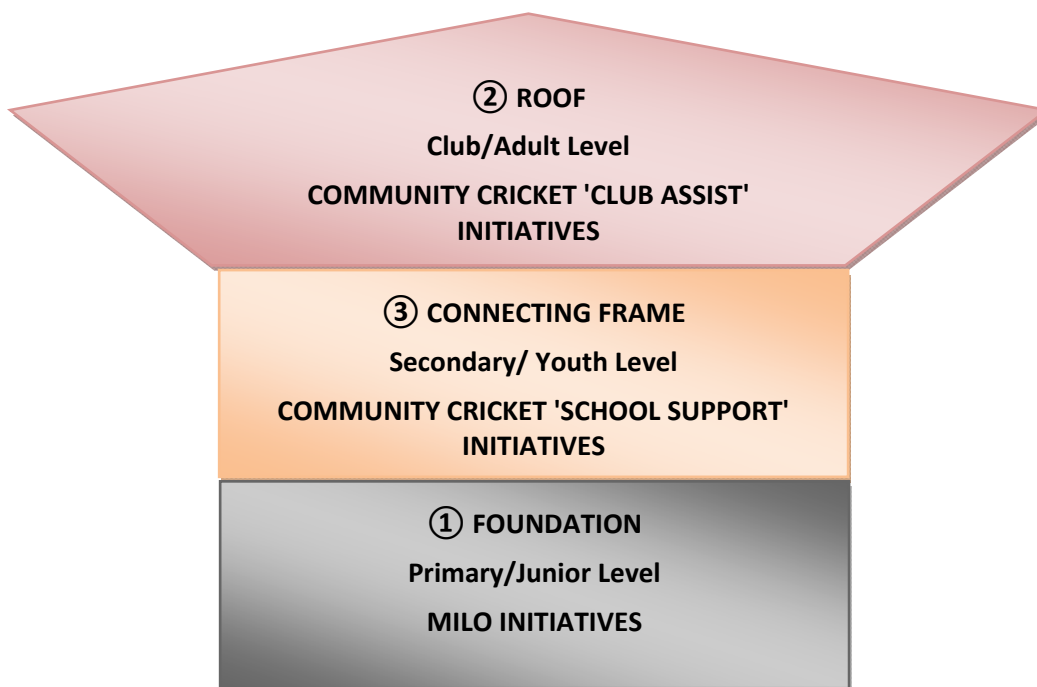 ② ROOF
Club/Adult Level
COMMUNITY CRICKET 'CLUB ASSIST'
INITIATIVES
③ CONNECTING FRAME
Secondary/ Youth Level
COMMUNITY CRICKET 'SCHOOL SUPPORT'
INITIATIVES
① FOUNDATION
Primary/Junior Level
MILO INITIATIVES